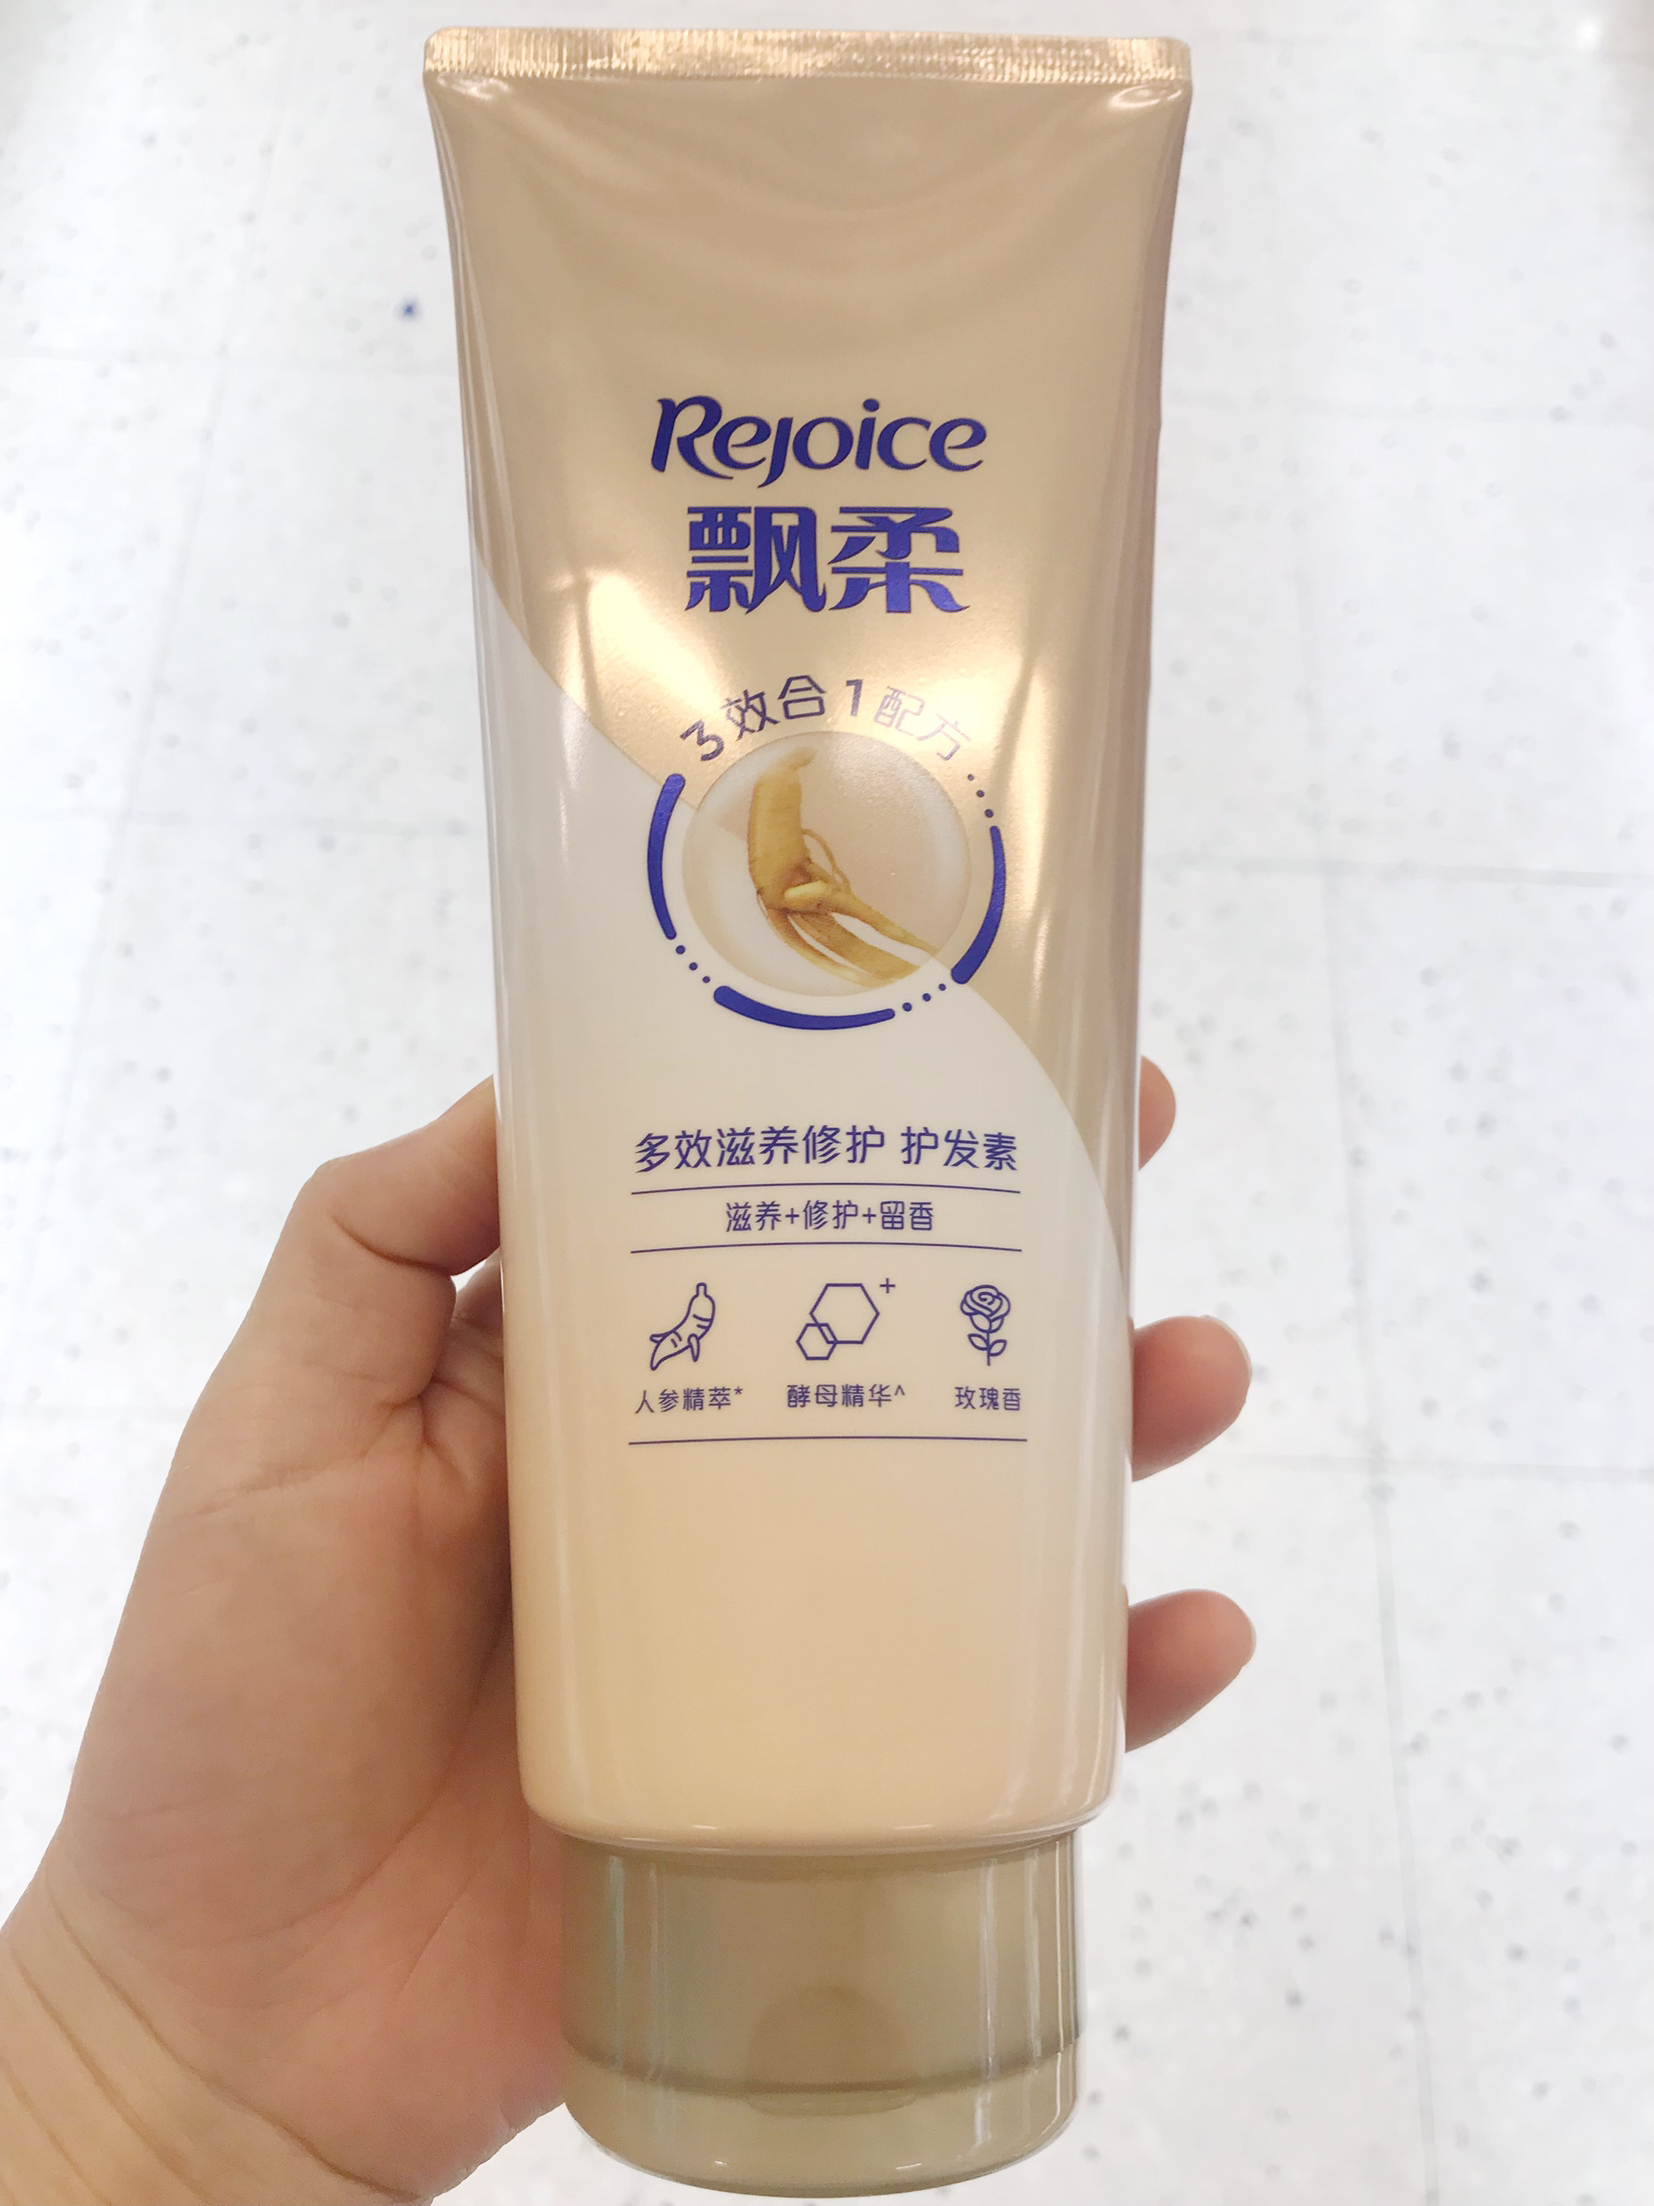 Rejoice
飘柔
3效合1配方
多效滋养修护 护发素
滋养+修护+留香
人参精萃* 酵母精华^ 玫瑰香